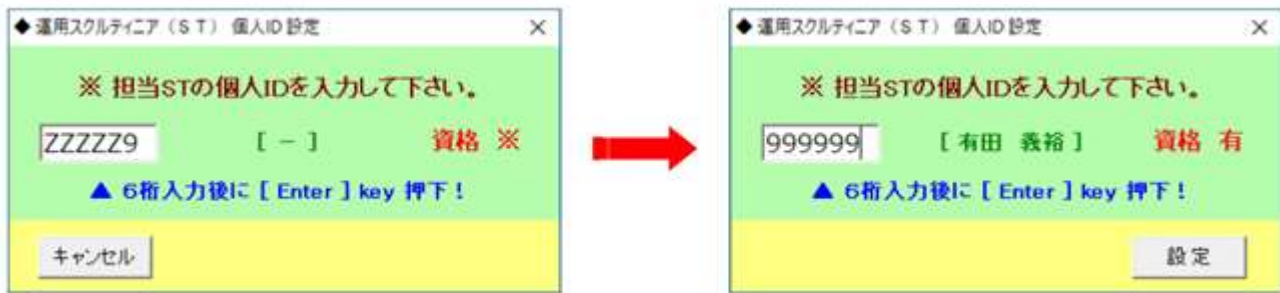 ◆ 運用スクルティニア（ＳＴ） 個人ID 設定 ×
※ 担当STの個人IDを入力して下さい。
ZZZZZ9 [ － ] 資格 ※
▲ 6桁入力後に [ Enter ] key 押下！
キャンセル
◆ 運用スクルティニア（ＳＴ） 個人ID 設定 ×
※ 担当STの個人IDを入力して下さい。
999999 [ 有田 義裕 ] 資格 有
▲ 6桁入力後に [ Enter ] key 押下！
設定